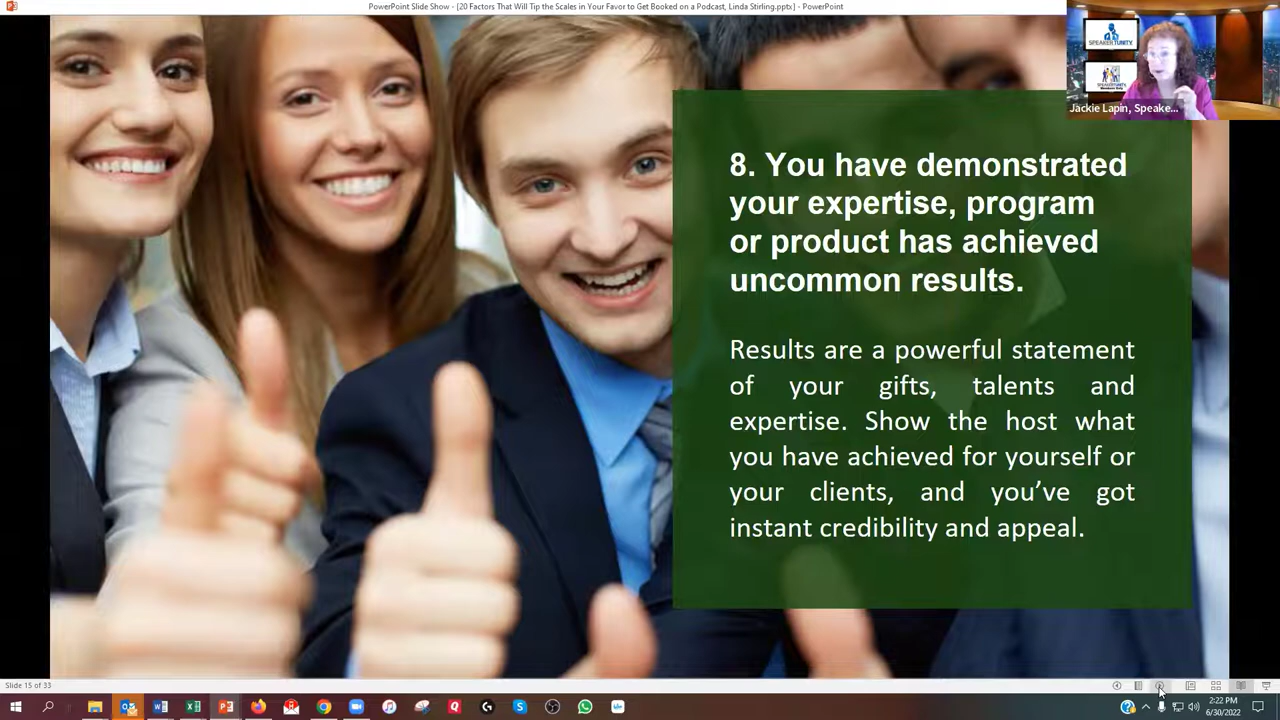 PowerPoint Slide Show - [20 Factors That Will Tip the Scales in Your Favor to Get Booked on a Podcast, Linda Stirling.pptx] - PowerPoint
SPEAKERTUNITY
SPEAKERTUNITY
Members Only
Jackie Lapin, Speake...
8. You have demonstrated
your expertise, program
or product has achieved
uncommon results.
Results are a powerful statement
of your gifts, talents and
expertise. Show the host what
you have achieved for yourself or
your clients, and you’ve got
instant credibility and appeal.
Slide 15 of 33
2:22 PM
6/30/2022